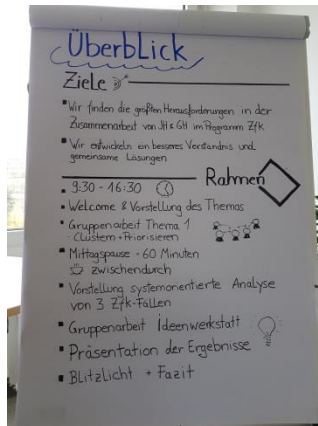 Überblick
Ziele
Wir finden die größten Herausforderungen in der
Zusammenarbeit von JH & GH im Programm ZfK
Wir entwickeln ein besseres Verständnis und
gemeinsame Lösungen
Rahmen
9:30 - 16:30
Welcome & Vorstellung des Themas
Gruppenarbeit Thema 1
Clustern + Priorisieren
Mittagspause - 60 Minuten
zwischendurch
Vorstellung systemorientierte Analyse
von 3 ZfK-Fällen
Gruppenarbeit Ideenwerkstatt
Präsentation der Ergebnisse
Blitzlicht + Fazit